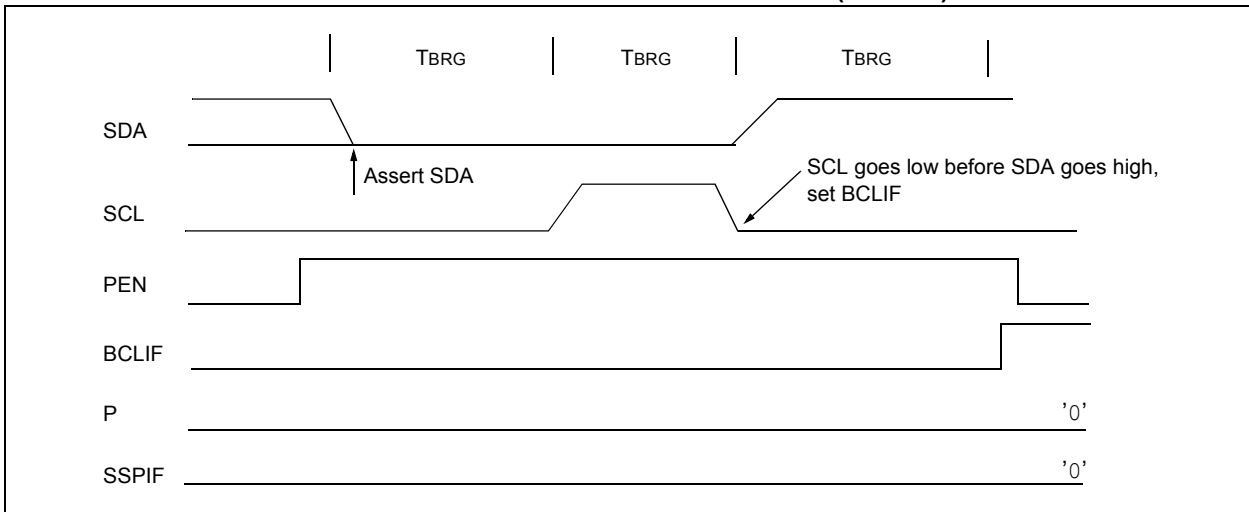 TBRG TBRG TBRG
SDA
Assert SDA
SCL goes low before SDA goes high,
set BCLIF
SCL
PEN
BCLIF
P
'0'
SSPIF
'0'